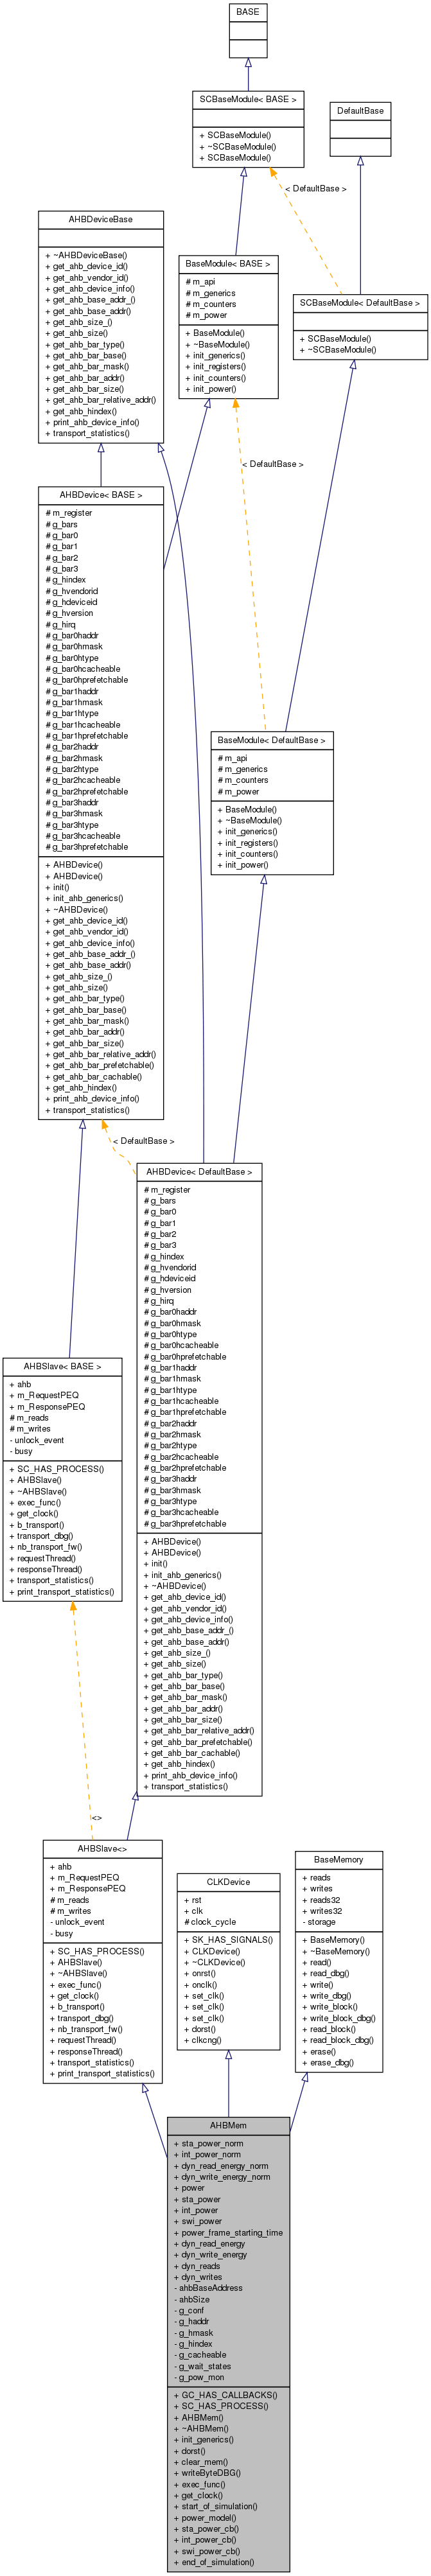 BASE
SCBaseModule< BASE >
+ SCBaseModule()
+ ~SCBaseModule()
+ SCBaseModule()
DefaultBase
< DefaultBase >
AHBDeviceBase
+ ~AHBDeviceBase()
+ get_ahb_device_id()
+ get_ahb_vendor_id()
+ get_ahb_device_info()
+ get_ahb_base_addr_()
+ get_ahb_base_addr()
+ get_ahb_size_()
+ get_ahb_size()
+ get_ahb_bar_type()
+ get_ahb_bar_base()
+ get_ahb_bar_mask()
+ get_ahb_bar_addr()
+ get_ahb_bar_size()
+ get_ahb_bar_relative_addr()
+ get_ahb_hindex()
+ print_ahb_device_info()
+ transport_statistics()
BaseModule< BASE >
# m_api
# m_generics
# m_counters
# m_power
+ BaseModule()
+ ~BaseModule()
+ init_generics()
+ init_registers()
+ init_counters()
+ init_power()
SCBaseModule< DefaultBase >
+ SCBaseModule()
+ ~SCBaseModule()
< DefaultBase >
AHBDevice< BASE >
# m_register
# g_bars
# g_bar0
# g_bar1
# g_bar2
# g_bar3
# g_hindex
# g_hvendorid
# g_hdeviceid
# g_hversion
# g_hirq
# g_bar0haddr
# g_bar0hmask
# g_bar0htype
# g_bar0hcacheable
# g_bar0hprefetchable
# g_bar1haddr
# g_bar1hmask
# g_bar1htype
# g_bar1hcacheable
# g_bar1hprefetchable
# g_bar2haddr
# g_bar2hmask
# g_bar2htype
# g_bar2hcacheable
# g_bar2hprefetchable
# g_bar3haddr
# g_bar3hmask
# g_bar3htype
# g_bar3hcacheable
# g_bar3hprefetchable
+ AHBDevice()
+ AHBDevice()
+ init()
+ init_ahb_generics()
+ ~AHBDevice()
+ get_ahb_device_id()
+ get_ahb_vendor_id()
+ get_ahb_device_info()
+ get_ahb_base_addr_()
+ get_ahb_base_addr()
+ get_ahb_size_()
+ get_ahb_size()
+ get_ahb_bar_type()
+ get_ahb_bar_base()
+ get_ahb_bar_mask()
+ get_ahb_bar_addr()
+ get_ahb_bar_size()
+ get_ahb_bar_relative_addr()
+ get_ahb_bar_prefetchable()
+ get_ahb_bar_cachable()
+ get_ahb_hindex()
+ print_ahb_device_info()
+ transport_statistics()
BaseModule< DefaultBase >
# m_api
# m_generics
# m_counters
# m_power
+ BaseModule()
+ ~BaseModule()
+ init_generics()
+ init_registers()
+ init_counters()
+ init_power()
< DefaultBase >
AHBDevice< DefaultBase >
# m_register
# g_bars
# g_bar0
# g_bar1
# g_bar2
# g_bar3
# g_hindex
# g_hvendorid
# g_hdeviceid
# g_hversion
# g_hirq
# g_bar0haddr
# g_bar0hmask
# g_bar0htype
# g_bar0hcacheable
# g_bar0hprefetchable
# g_bar1haddr
# g_bar1hmask
# g_bar1htype
# g_bar1hcacheable
# g_bar1hprefetchable
# g_bar2haddr
# g_bar2hmask
# g_bar2htype
# g_bar2hcacheable
# g_bar2hprefetchable
# g_bar3haddr
# g_bar3hmask
# g_bar3htype
# g_bar3hcacheable
# g_bar3hprefetchable
+ AHBDevice()
+ AHBDevice()
+ init()
+ init_ahb_generics()
+ ~AHBDevice()
+ get_ahb_device_id()
+ get_ahb_vendor_id()
+ get_ahb_device_info()
+ get_ahb_base_addr_()
+ get_ahb_base_addr()
+ get_ahb_size_()
+ get_ahb_size()
+ get_ahb_bar_type()
+ get_ahb_bar_base()
+ get_ahb_bar_mask()
+ get_ahb_bar_addr()
+ get_ahb_bar_size()
+ get_ahb_bar_relative_addr()
+ get_ahb_bar_prefetchable()
+ get_ahb_bar_cachable()
+ get_ahb_hindex()
+ print_ahb_device_info()
+ transport_statistics()
AHBSlave< BASE >
+ ahb
+ m_RequestPEQ
+ m_ResponsePEQ
# m_reads
# m_writes
- unlock_event
- busy
+ SC_HAS_PROCESS()
+ AHBSlave()
+ ~AHBSlave()
+ exec_func()
+ get_clock()
+ b_transport()
+ transport_dbg()
+ nb_transport_fw()
+ requestThread()
+ responseThread()
+ transport_statistics()
+ print_transport_statistics()
<>
AHBSlave<>
+ ahb
+ m_RequestPEQ
+ m_ResponsePEQ
# m_reads
# m_writes
- unlock_event
- busy
+ SC_HAS_PROCESS()
+ AHBSlave()
+ ~AHBSlave()
+ exec_func()
+ get_clock()
+ b_transport()
+ transport_dbg()
+ nb_transport_fw()
+ requestThread()
+ responseThread()
+ transport_statistics()
+ print_transport_statistics()
CLKDevice
+ rst
+ clk
# clock_cycle
+ SK_HAS_SIGNALS()
+ CLKDevice()
+ ~CLKDevice()
+ onrst()
+ onclk()
+ set_clk()
+ set_clk()
+ set_clk()
+ dorst()
+ clkcng()
BaseMemory
+ reads
+ writes
+ reads32
+ writes32
- storage
+ BaseMemory()
+ ~BaseMemory()
+ read()
+ read_dbg()
+ write()
+ write_dbg()
+ write_block()
+ write_block_dbg()
+ read_block()
+ read_block_dbg()
+ erase()
+ erase_dbg()
AHBMem
+ sta_power_norm
+ int_power_norm
+ dyn_read_energy_norm
+ dyn_write_energy_norm
+ power
+ sta_power
+ int_power
+ swi_power
+ power_frame_starting_time
+ dyn_read_energy
+ dyn_write_energy
+ dyn_reads
+ dyn_writes
- ahbBaseAddress
- ahbSize
- g_conf
- g_haddr
- g_hmask
- g_hindex
- g_cacheable
- g_wait_states
- g_pow_mon
+ GC_HAS_CALLBACKS()
+ SC_HAS_PROCESS()
+ AHBMem()
+ ~AHBMem()
+ init_generics()
+ dorst()
+ clear_mem()
+ writeByteDBG()
+ exec_func()
+ get_clock()
+ start_of_simulation()
+ power_model()
+ sta_power_cb()
+ int_power_cb()
+ swi_power_cb()
+ end_of_simulation()